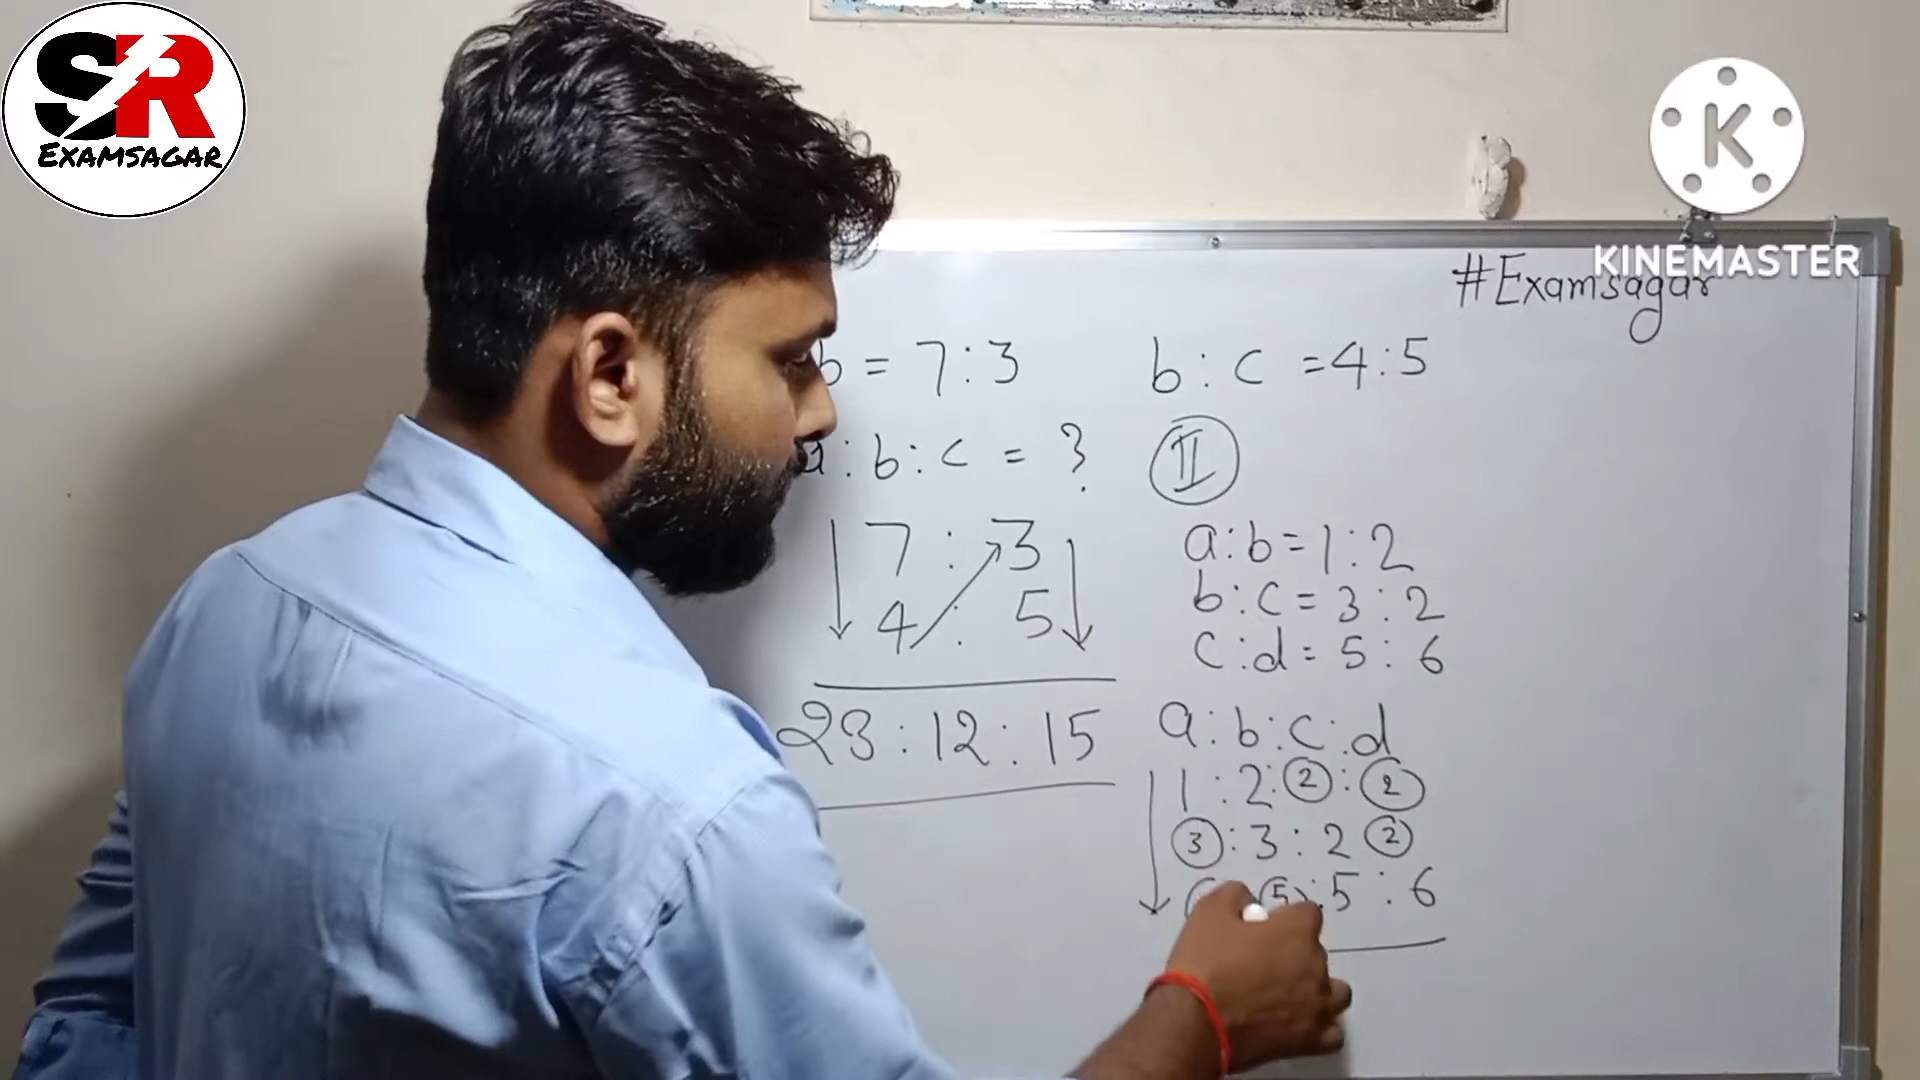 SR
EXAMSAGAR
KINEMASTER
#Examsagar
b = 7:3
b : c = 4:5
a : b : c = ?
II
7 : 3
4 : 5
28 : 12 : 15
a:b = 1:2
b:c = 3:2
c:d = 5:6
a : b : c : d
1 : 2 : 2 : 2
3 : 3 : 2 2
5 : 5 : 6